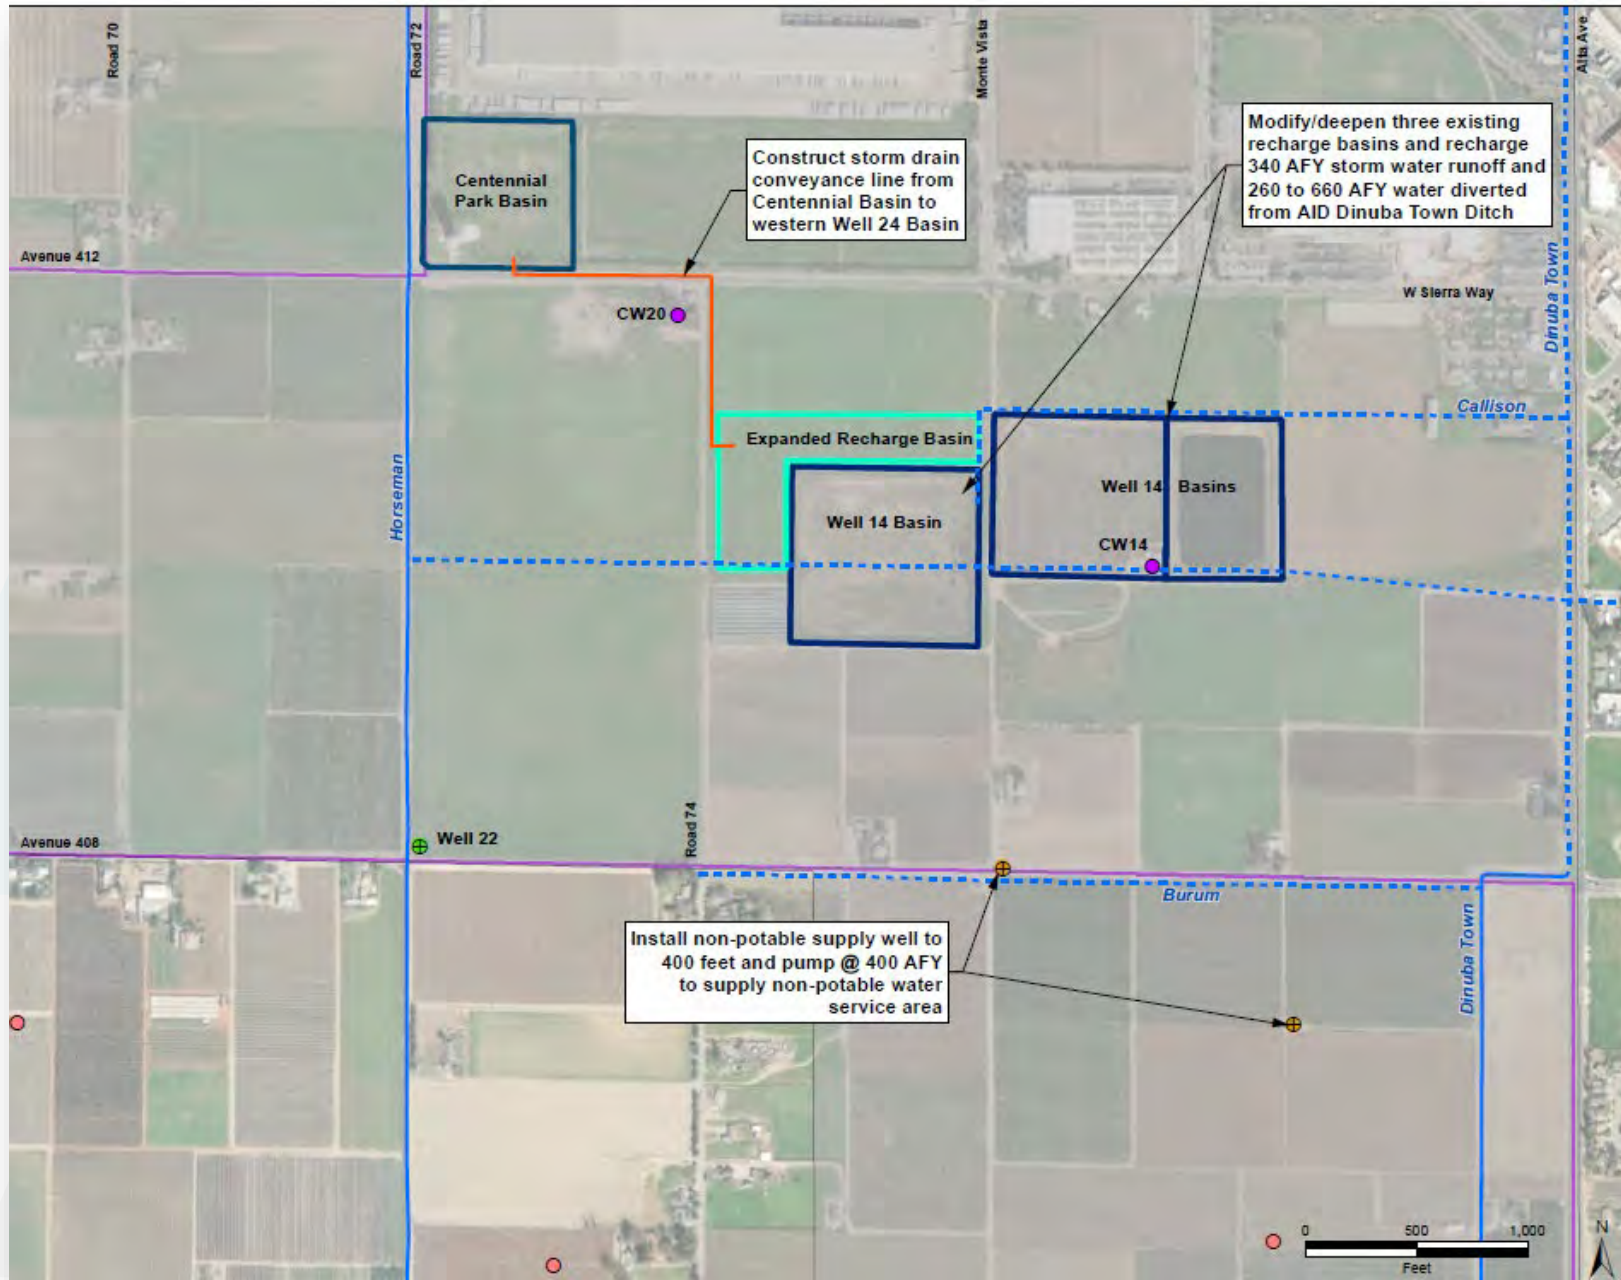 Road 70
Road 72
Monte Vista
Alta Ave
Modify/deepen three existing
recharge basins and recharge
340 AFY storm water runoff and
260 to 660 AFY water diverted
from AID Dinuba Town Ditch
Construct storm drain
conveyance line from
Centennial Basin to
western Well 24 Basin
Centennial
Park Basin
Avenue 412
W Sierra Way
Dinuba Town
CW20
Callison
Expanded Recharge Basin
Horseman
Well 14 Basins
Well 14 Basin
CW14
Road 74
Well 22
Avenue 408
Burum
Dinuba Town
Install non-potable supply well to
400 feet and pump @ 400 AFY
to supply non-potable water
service area
0 500 1,000
Feet
N